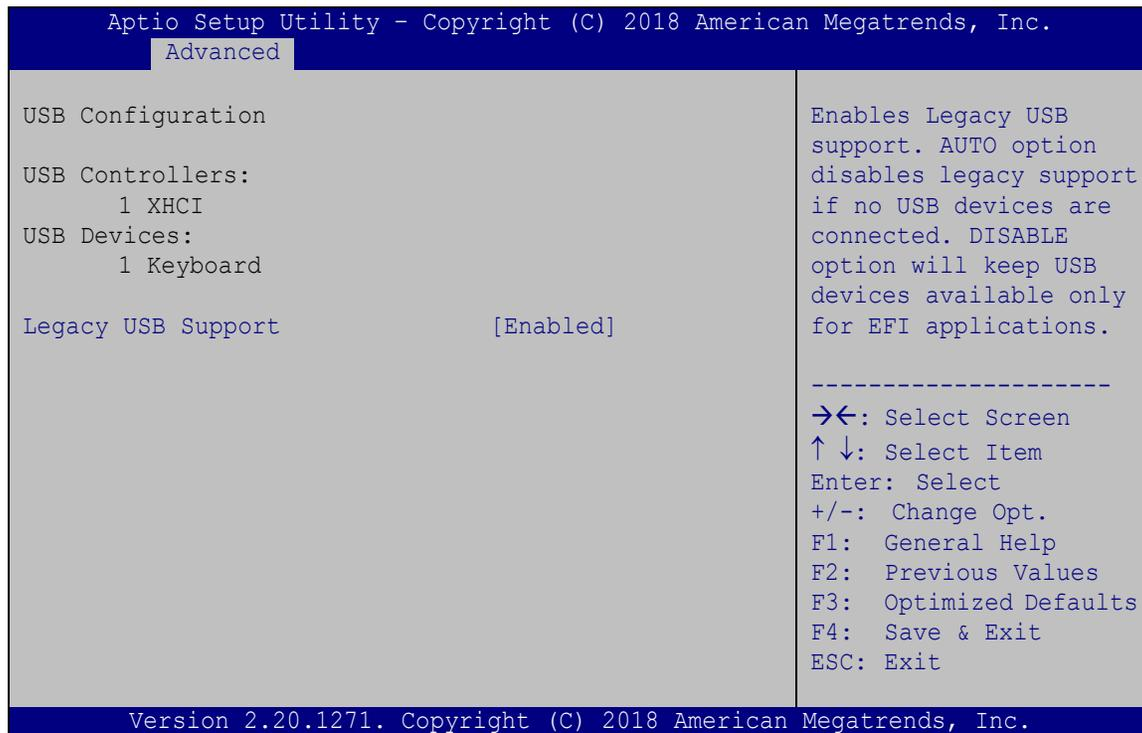 Aptio Setup Utility – Copyright (C) 2018 American Megatrends, Inc.
Advanced
USB Configuration
USB Controllers:
1 XHCI
USB Devices:
1 Keyboard
Legacy USB Support [Enabled]
Enables Legacy USB
support. AUTO option
disables legacy support
if no USB devices are
connected. DISABLE
option will keep USB
devices available only
for EFI applications.
---------------------
→←: Select Screen
↑ ↓: Select Item
Enter: Select
+/-: Change Opt.
F1: General Help
F2: Previous Values
F3: Optimized Defaults
F4: Save & Exit
ESC: Exit
Version 2.20.1271. Copyright (C) 2018 American Megatrends, Inc.